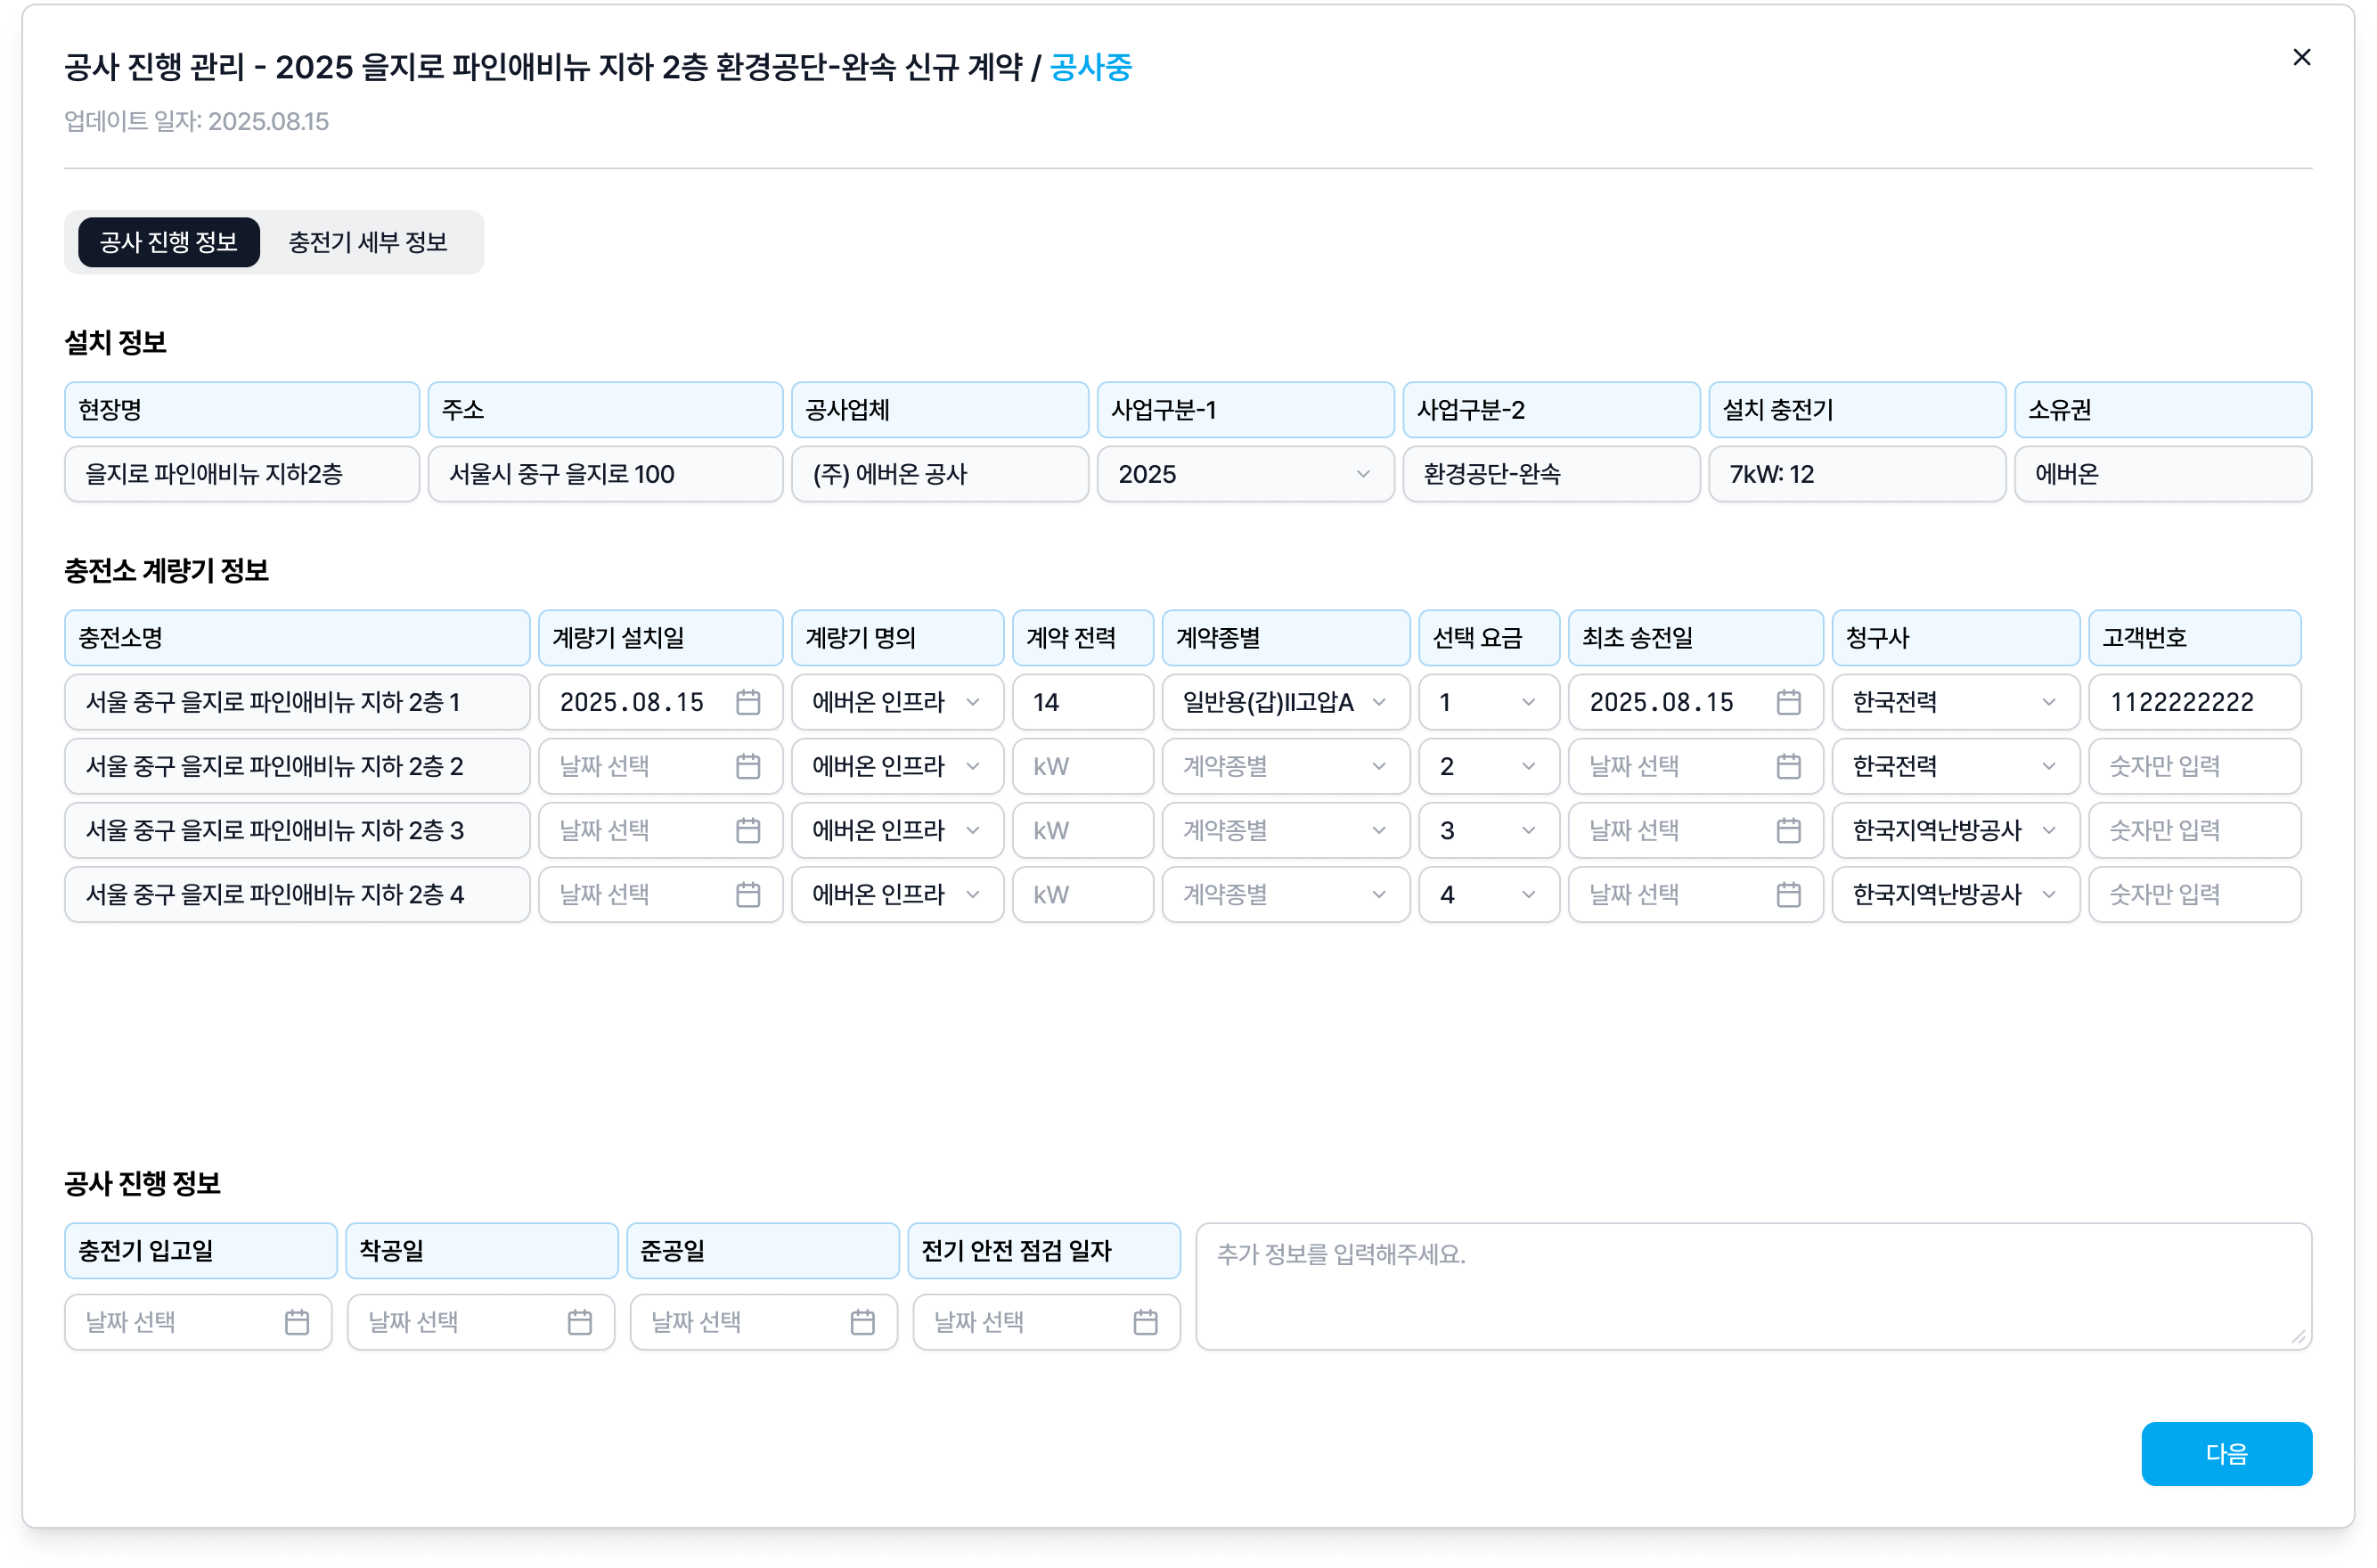 공사 진행 관리 - 2025 을지로 파인애비뉴 지하 2층 환경공단-완속 신규 계약 / 공사중
업데이트 일자: 2025.08.15
공사 진행 정보 충전기 세부 정보
설치 정보
현장명 주소 공사업체 사업구분-1 사업구분-2 설치 충전기 소유권
을지로 파인애비뉴 지하2층 서울시 중구 을지로 100 (주) 에버온 공사 2025 환경공단-완속 7kW: 12 에버온
충전소 계량기 정보
충전소명 계량기 설치일 계량기 명의 계약 전력 계약종별 선택 요금 최초 송전일 청구사 고객번호
서울 중구 을지로 파인애비뉴 지하 2층 1 2025.08.15 에버온 인프라 14 일반용(갑)II고압A 1 2025.08.15 한국전력 1122222222
서울 중구 을지로 파인애비뉴 지하 2층 2 날짜 선택 에버온 인프라 kW 계약종별 2 날짜 선택 한국전력 숫자만 입력
서울 중구 을지로 파인애비뉴 지하 2층 3 날짜 선택 에버온 인프라 kW 계약종별 3 날짜 선택 한국지역난방공사 숫자만 입력
서울 중구 을지로 파인애비뉴 지하 2층 4 날짜 선택 에버온 인프라 kW 계약종별 4 날짜 선택 한국지역난방공사 숫자만 입력
공사 진행 정보
충전기 입고일 착공일 준공일 전기 안전 점검 일자 추가 정보를 입력해주세요.
날짜 선택 날짜 선택 날짜 선택 날짜 선택
다음